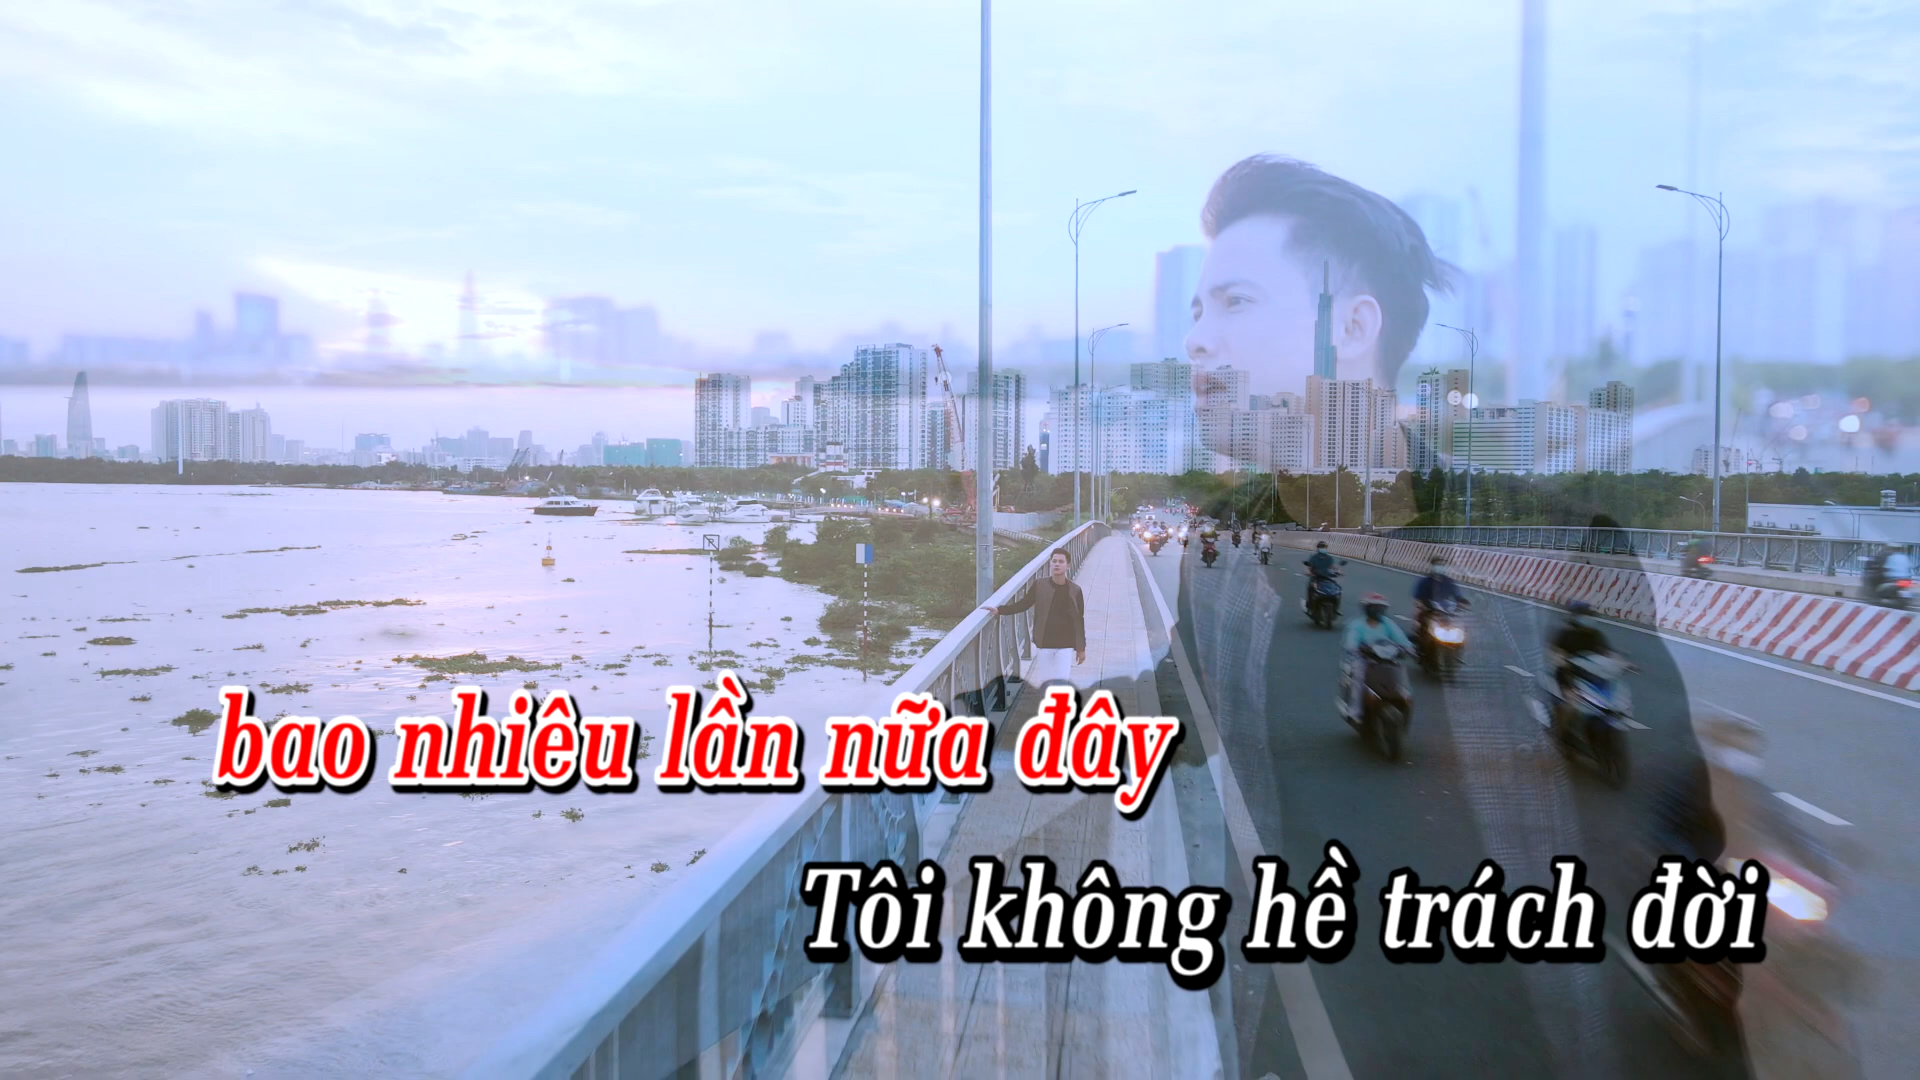 bao nhiêu lần nữa đây
Tôi không hề trách đời